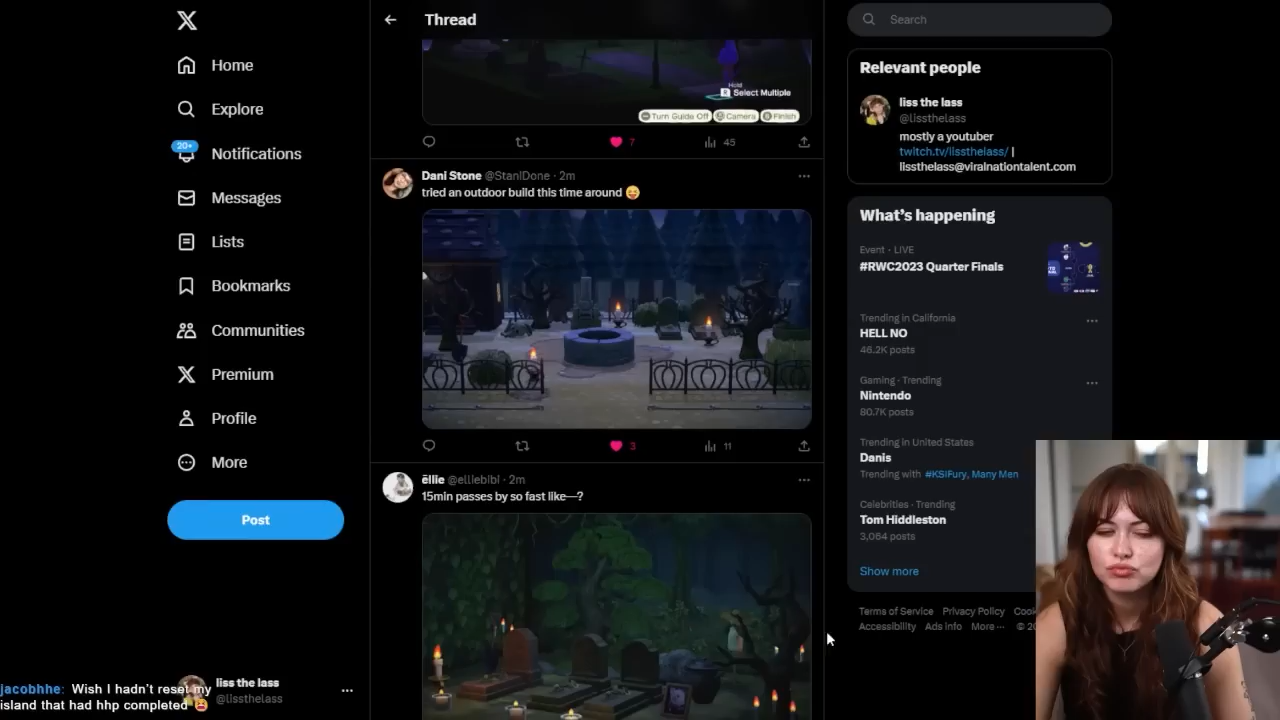 Home
Explore
20+
Notifications
Messages
Lists
Bookmarks
Communities
Premium
Profile
More
Post
liss the lass
@lissthelass
jacobhhe: Wish I hadn't reset my
island that had hhp completed
Thread
Hold
Select Multiple
Turn Guide Off
Camera
Finish
7
45
Dani Stone @StanlDone · 2m
tried an outdoor build this time around 😜
3
11
ēllie @elliebibi · 2m
15min passes by so fast like—?
Search
Relevant people
liss the lass
@lissthelass
mostly a youtuber
twitch.tv/lissthelass/ |
lissthelass@viralnationtalent.com
What's happening
Event · LIVE
#RWC2023 Quarter Finals
Trending in California
HELL NO
46.2K posts
Gaming · Trending
Nintendo
80.7K posts
Trending in United States
Danis
Trending with #KSIFury, Many Men
Celebrities · Trending
Tom Hiddleston
3,064 posts
Show more
Terms of Service Privacy Policy
Accessibility Ads info More ··· ©